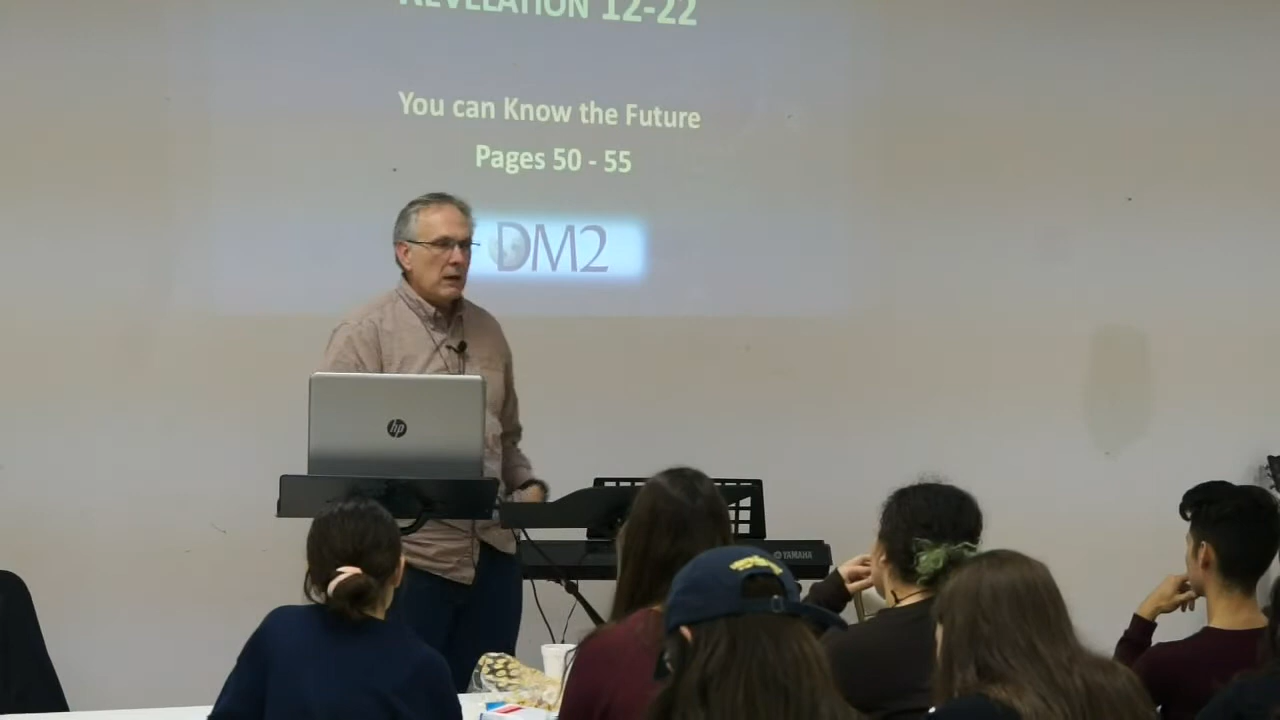 REVELATION 12-22
You can Know the Future
Pages 50 - 55
DM2
hp
YAMAHA